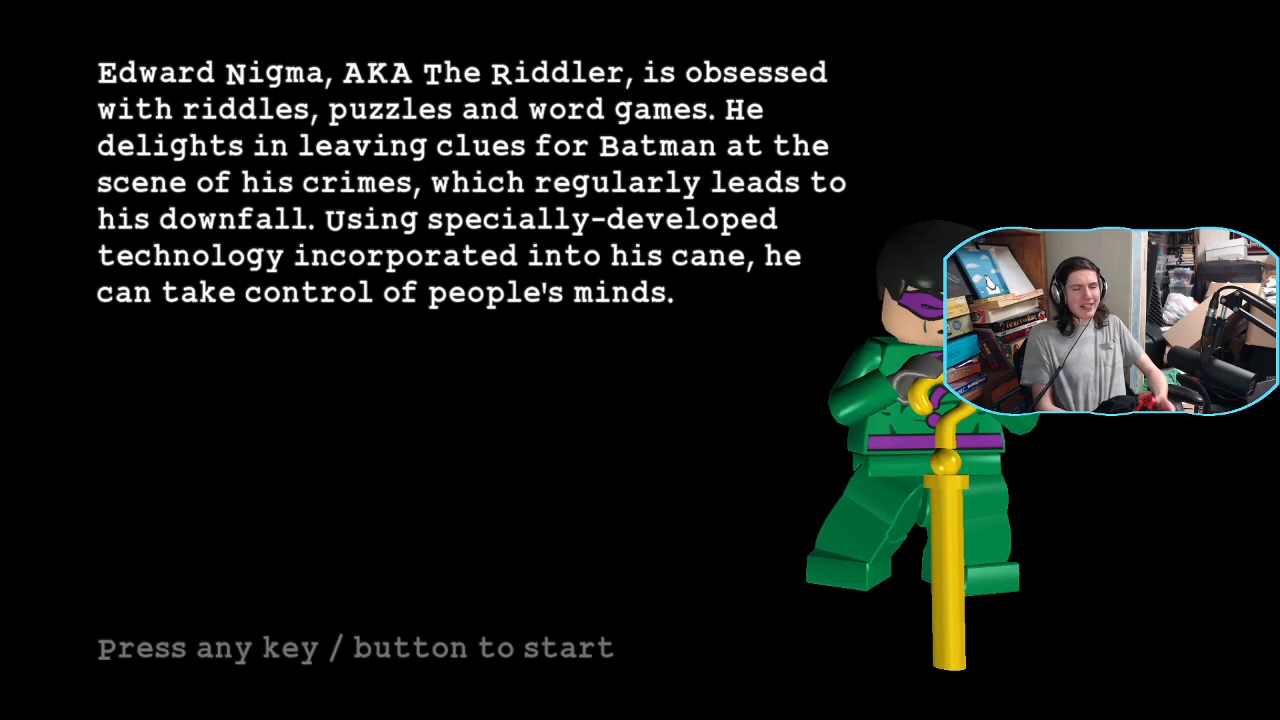 Edward Nigma, AKA The Riddler, is obsessed
with riddles, puzzles and word games. He
delights in leaving clues for Batman at the
scene of his crimes, which regularly leads to
his downfall. Using specially-developed
technology incorporated into his cane, he
can take control of people's minds.
Press any key / button to start